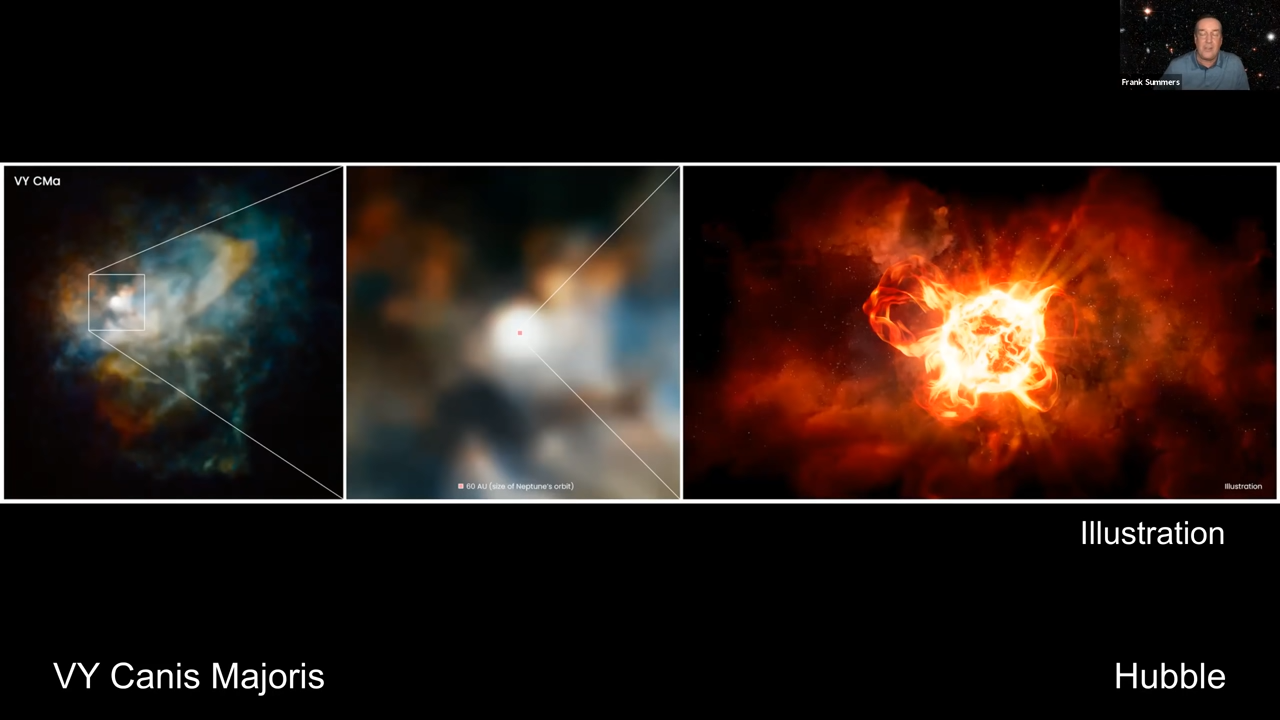 Frank Summers
VY CMa
60 AU (size of Neptune's orbit)
Illustration
Illustration
VY Canis Majoris
Hubble